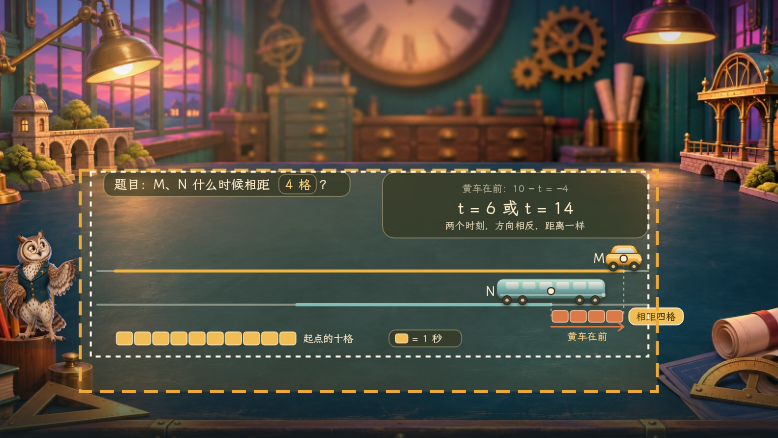 题目：M、N 什么时候相距 4 格？
黄车在前：10 − t = −4
t = 6 或 t = 14
两个时刻，方向相反，距离一样
M
N
相距四格
黄车在前
起点的十格
= 1 秒